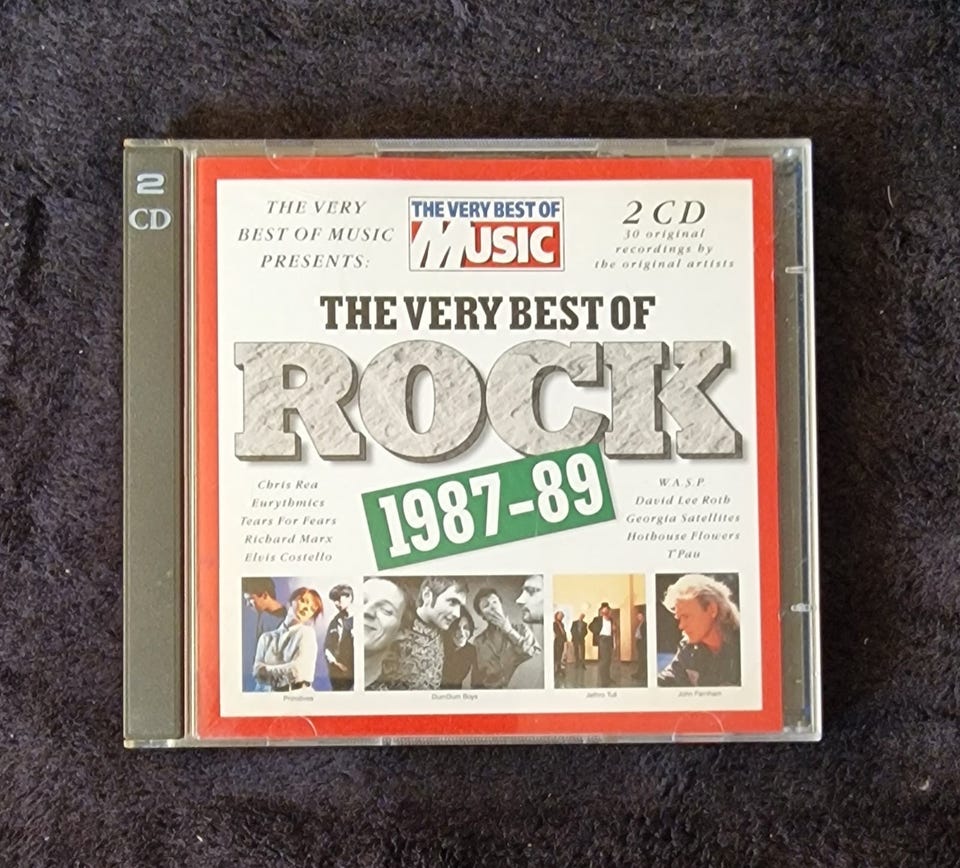 2
CD
THE VERY
BEST OF MUSIC
PRESENTS:
THE VERY BEST OF
MUSIC
2 CD
30 original
recordings by
the original artists
THE VERY BEST OF
ROCK
1987-89
Chris Rea
Eurythmics
Tears For Fears
Richard Marx
Elvis Costello
W.A.S.P
David Lee Roth
Georgia Satellites
Hothouse Flowers
T'Pau
Primitives
DumDum Boys
Jethro Tull
John Farnham